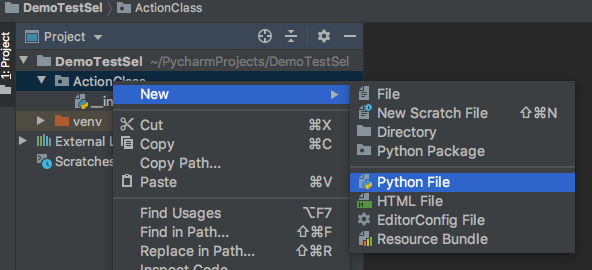 DemoTestSel
ActionClass
1: Project
Project
DemoTestSel ~/PycharmProjects/DemoTestSel
ActionClass
New
File
New Scratch File ⇧⌘N
Directory
Python Package
Python File
HTML File
EditorConfig File
Resource Bundle
venv
External L
Scratches
Cut ⌘X
Copy ⌘C
Copy Path...
Paste ⌘V
Find Usages ⌥F7
Find in Path... ⇧⌘F
Replace in Path... ⇧⌘R
Inspect Code